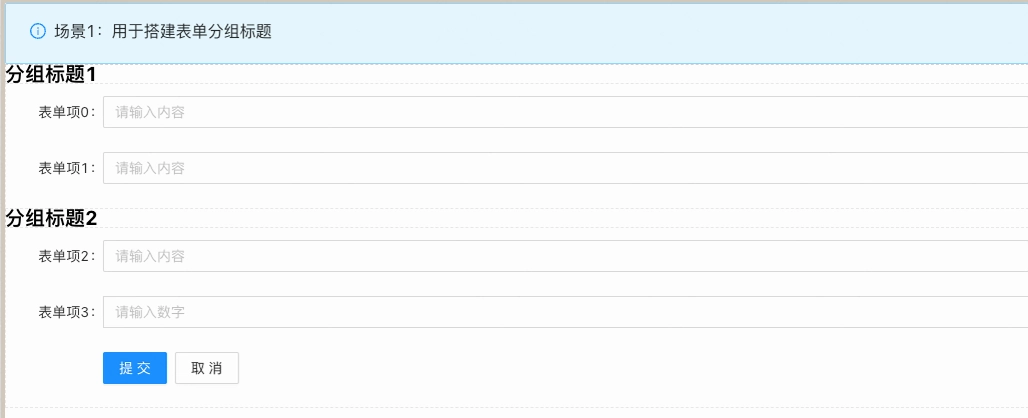 场景1：用于搭建表单分组标题
分组标题1
表单项0： 请输入内容
表单项1： 请输入内容
分组标题2
表单项2： 请输入内容
表单项3： 请输入数字
提 交 取 消